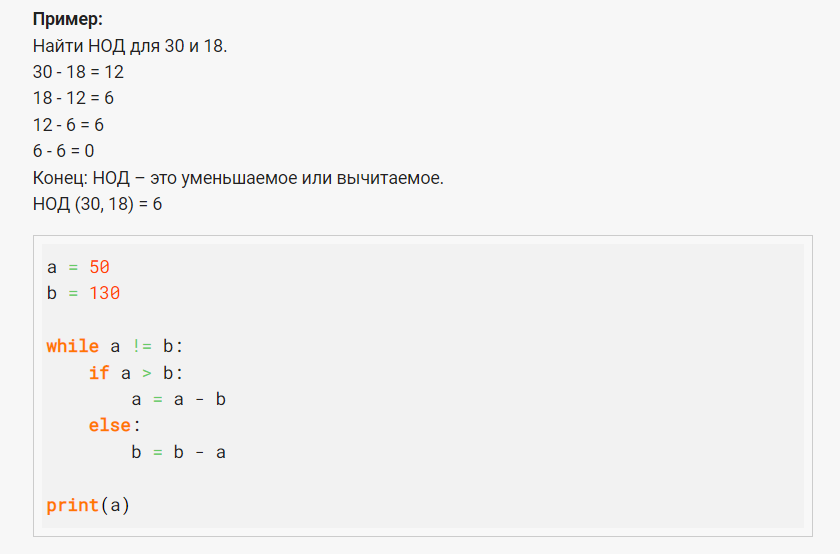 Пример:
Найти НОД для 30 и 18.
30 - 18 = 12
18 - 12 = 6
12 - 6 = 6
6 - 6 = 0
Конец: НОД – это уменьшаемое или вычитаемое.
НОД (30, 18) = 6
a = 50
b = 130
while a != b:
    if a > b:
        a = a - b
    else:
        b = b - a
print(a)